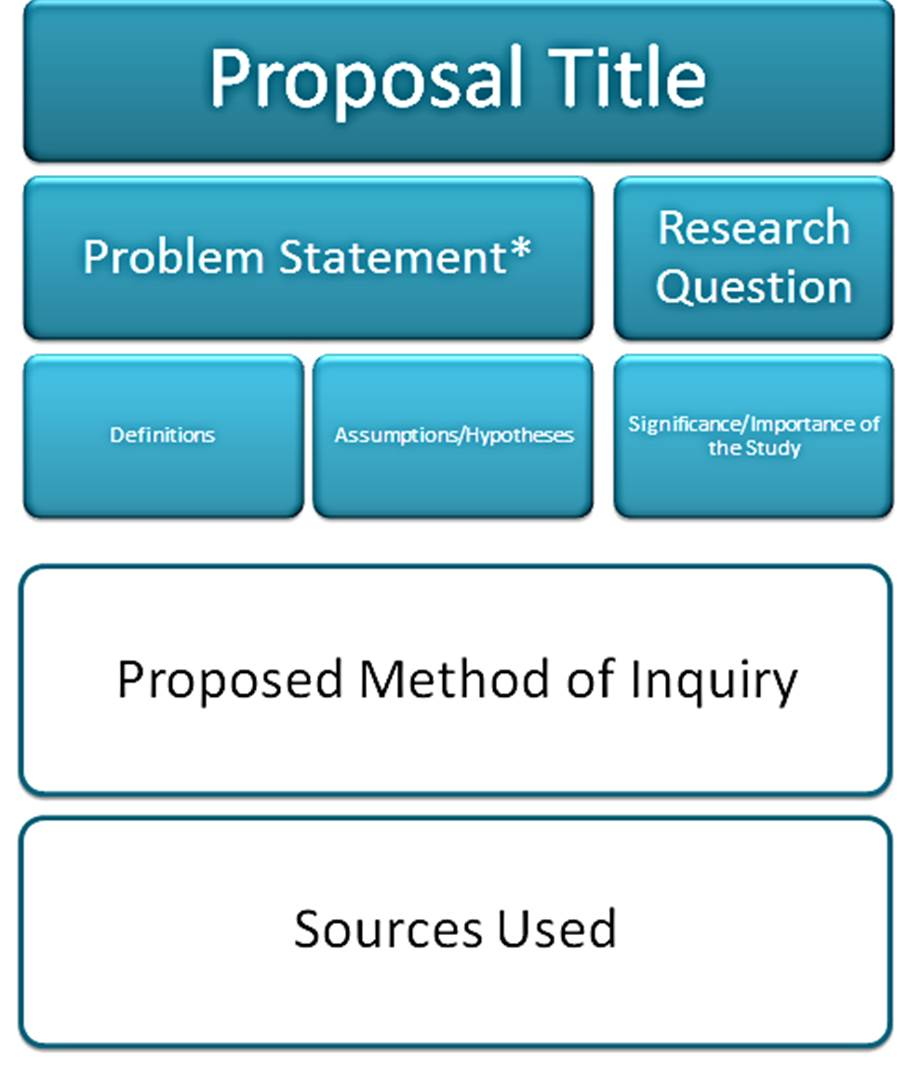 Proposal Title
Problem Statement*
Research
Question
Definitions
Assumptions/Hypotheses
Significance/Importance of
the Study
Proposed Method of Inquiry
Sources Used